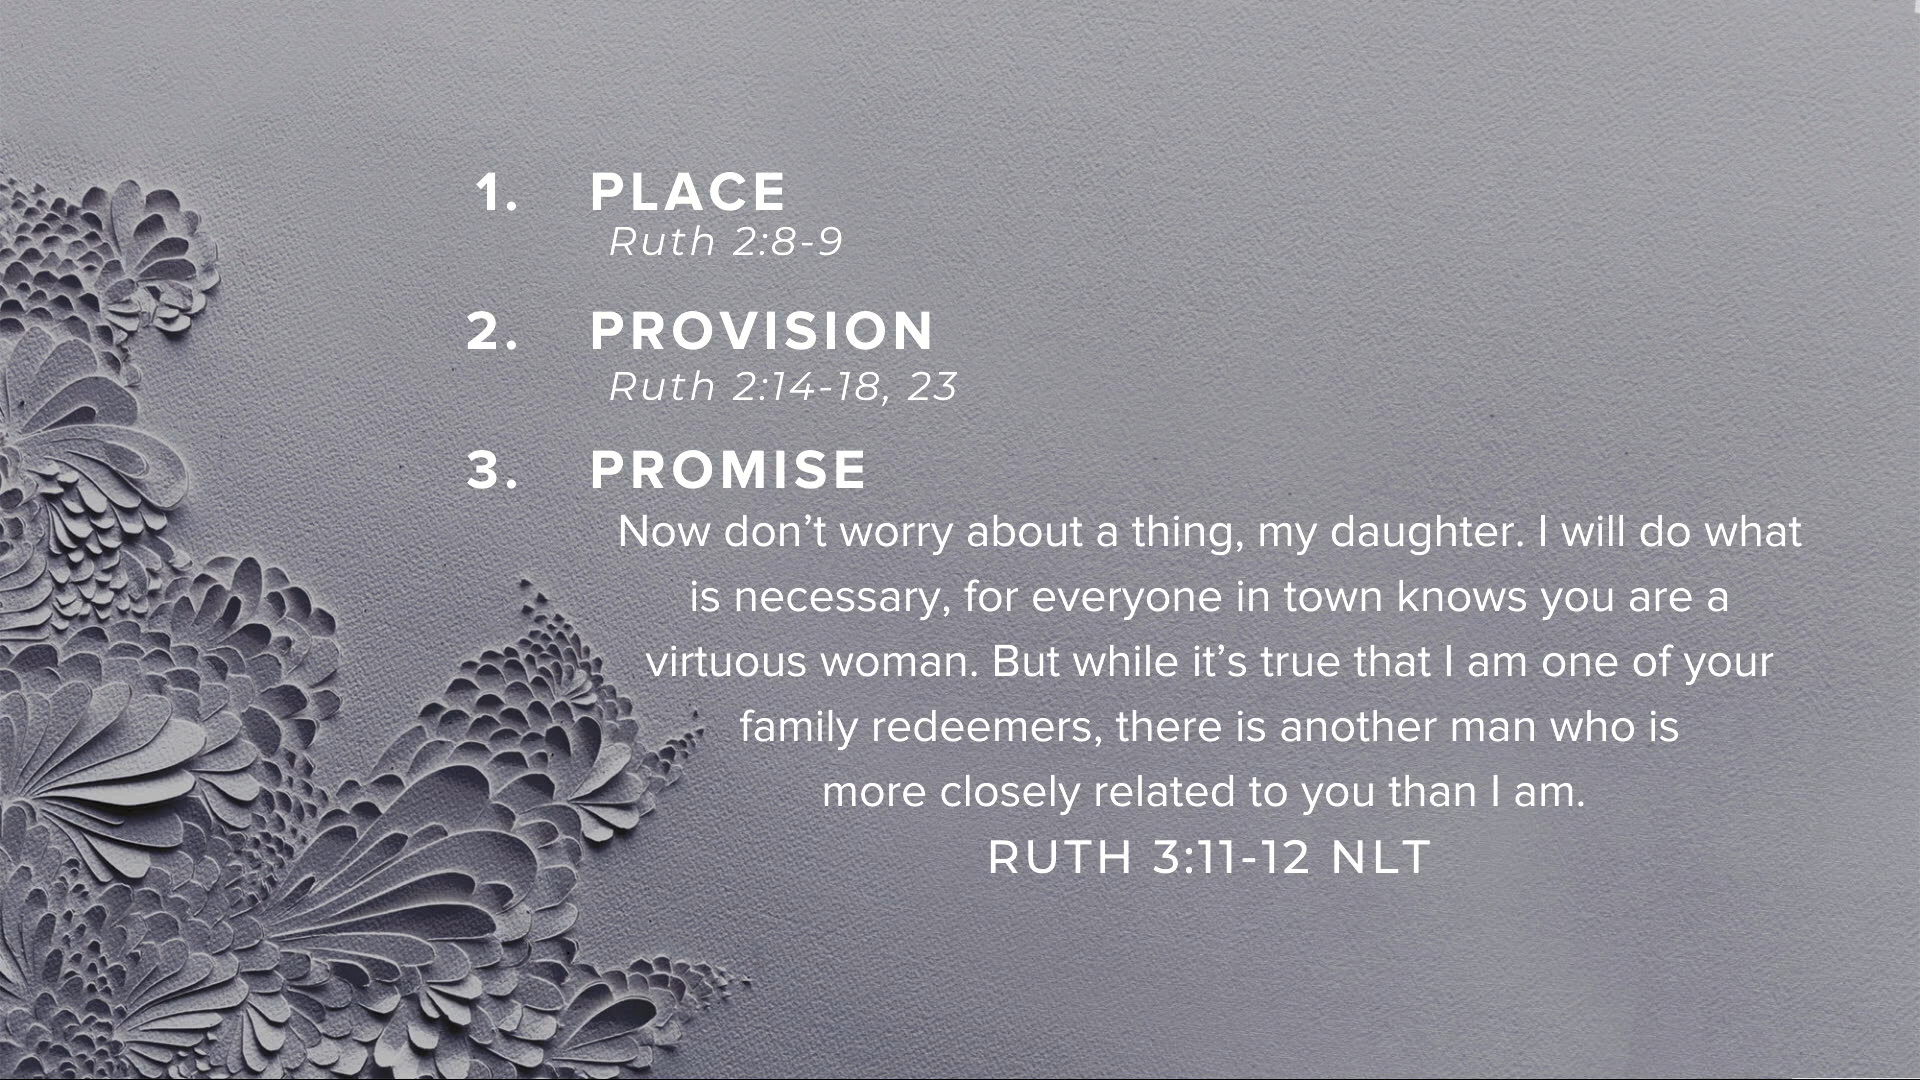 1. PLACE
Ruth 2:8-9
2. PROVISION
Ruth 2:14-18, 23
3. PROMISE
Now don’t worry about a thing, my daughter. I will do what
is necessary, for everyone in town knows you are a
virtuous woman. But while it’s true that I am one of your
family redeemers, there is another man who is
more closely related to you than I am.
RUTH 3:11-12 NLT